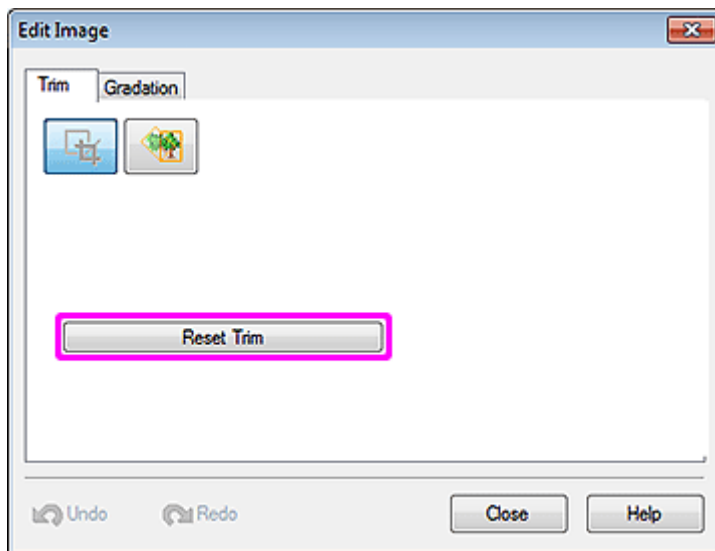 Edit Image
Trim Gradation
Reset Trim
Undo Redo Close Help